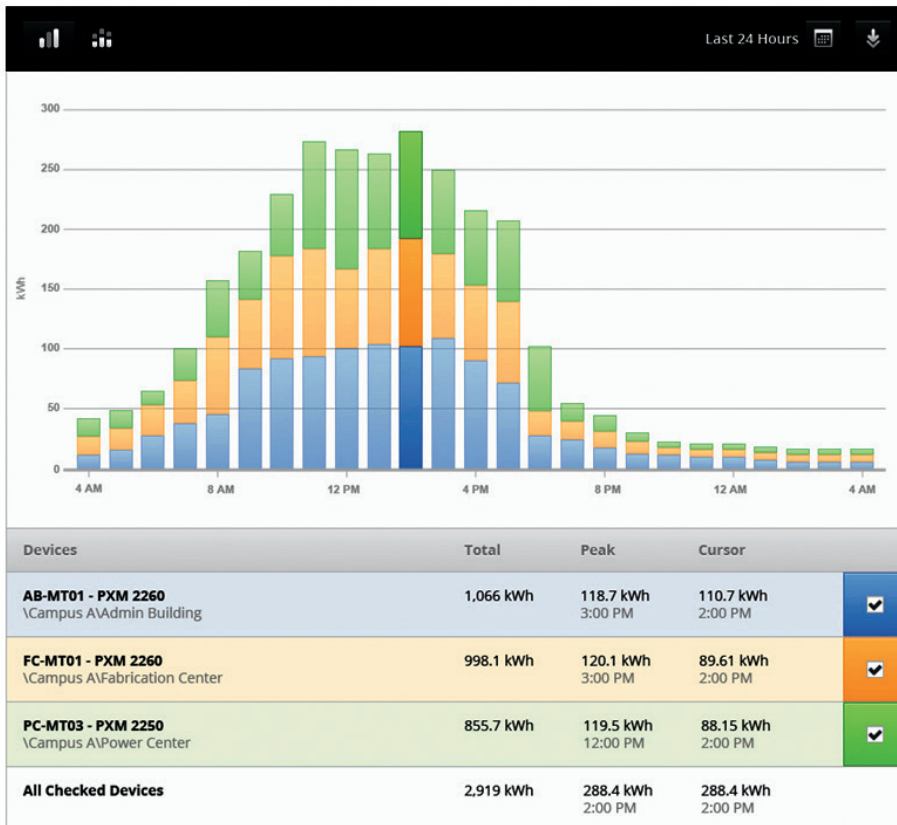 Last 24 Hours
300
250
200
150
100
50
0
kWh
4 AM 8 AM 12 PM 4 PM 8 PM 12 AM 4 AM
Devices Total Peak Cursor
AB-MT01 - PXM 2260 1,066 kWh 118.7 kWh 110.7 kWh
\Campus A\Admin Building 3:00 PM 2:00 PM
FC-MT01 - PXM 2260 998.1 kWh 120.1 kWh 89.61 kWh
\Campus A\Fabrication Center 3:00 PM 2:00 PM
PC-MT03 - PXM 2250 855.7 kWh 119.5 kWh 88.15 kWh
\Campus A\Power Center 12:00 PM 2:00 PM
All Checked Devices 2,919 kWh 288.4 kWh 288.4 kWh
2:00 PM 2:00 PM